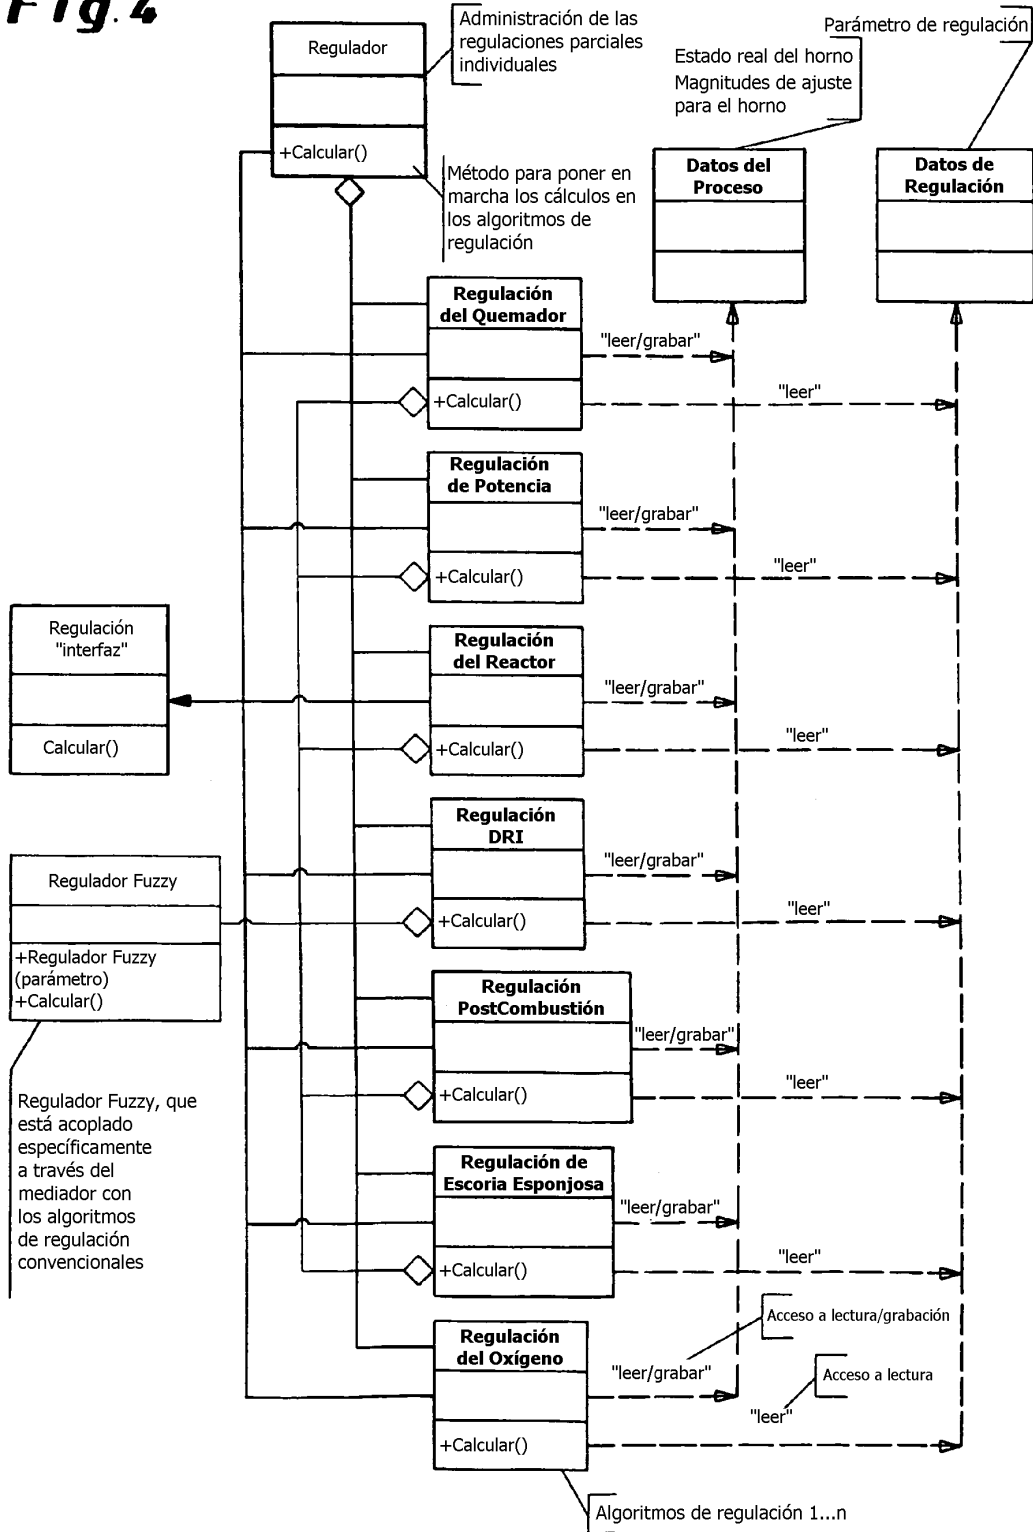 Fig. 4
Regulador
+Calcular()
Administración de las
regulaciones parciales
individuales
Método para poner en
marcha los cálculos en
los algoritmos de
regulación
Parámetro de regulación
Estado real del horno
Magnitudes de ajuste
para el horno
Datos del
Proceso
Datos de
Regulación
Regulación
del Quemador
+Calcular()
"leer/grabar"
"leer"
Regulación
de Potencia
+Calcular()
"leer/grabar"
"leer"
Regulación
"interfaz"
Calcular()
Regulación
del Reactor
+Calcular()
"leer/grabar"
"leer"
Regulación
DRI
+Calcular()
"leer/grabar"
"leer"
Regulador Fuzzy
+Regulador Fuzzy
(parámetro)
+Calcular()
Regulador Fuzzy, que
está acoplado
específicamente
a través del
mediador con
los algoritmos
de regulación
convencionales
Regulación
PostCombustión
+Calcular()
"leer/grabar"
"leer"
Regulación de
Escoria Esponjosa
+Calcular()
"leer/grabar"
"leer"
Regulación
del Oxígeno
+Calcular()
"leer/grabar"
Acceso a lectura/grabación
"leer"
Acceso a lectura
Algoritmos de regulación 1...n